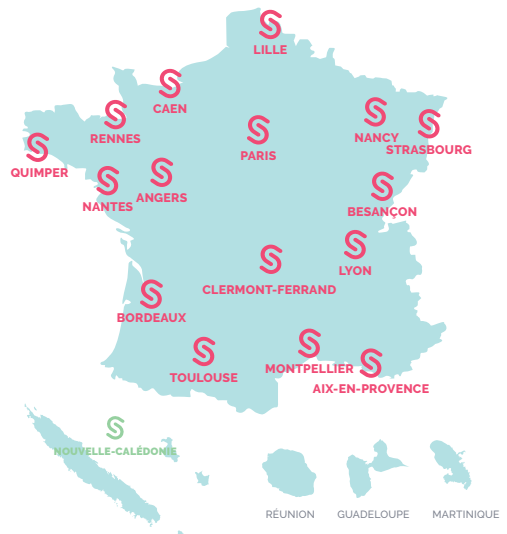 LILLE
CAEN
RENNES
PARIS
NANCY
STRASBOURG
QUIMPER
ANGERS
NANTES
BESANÇON
LYON
CLERMONT-FERRAND
BORDEAUX
MONTPELLIER
TOULOUSE
AIX-EN-PROVENCE
NOUVELLE-CALÉDONIE
RÉUNION
GUADELOUPE
MARTINIQUE